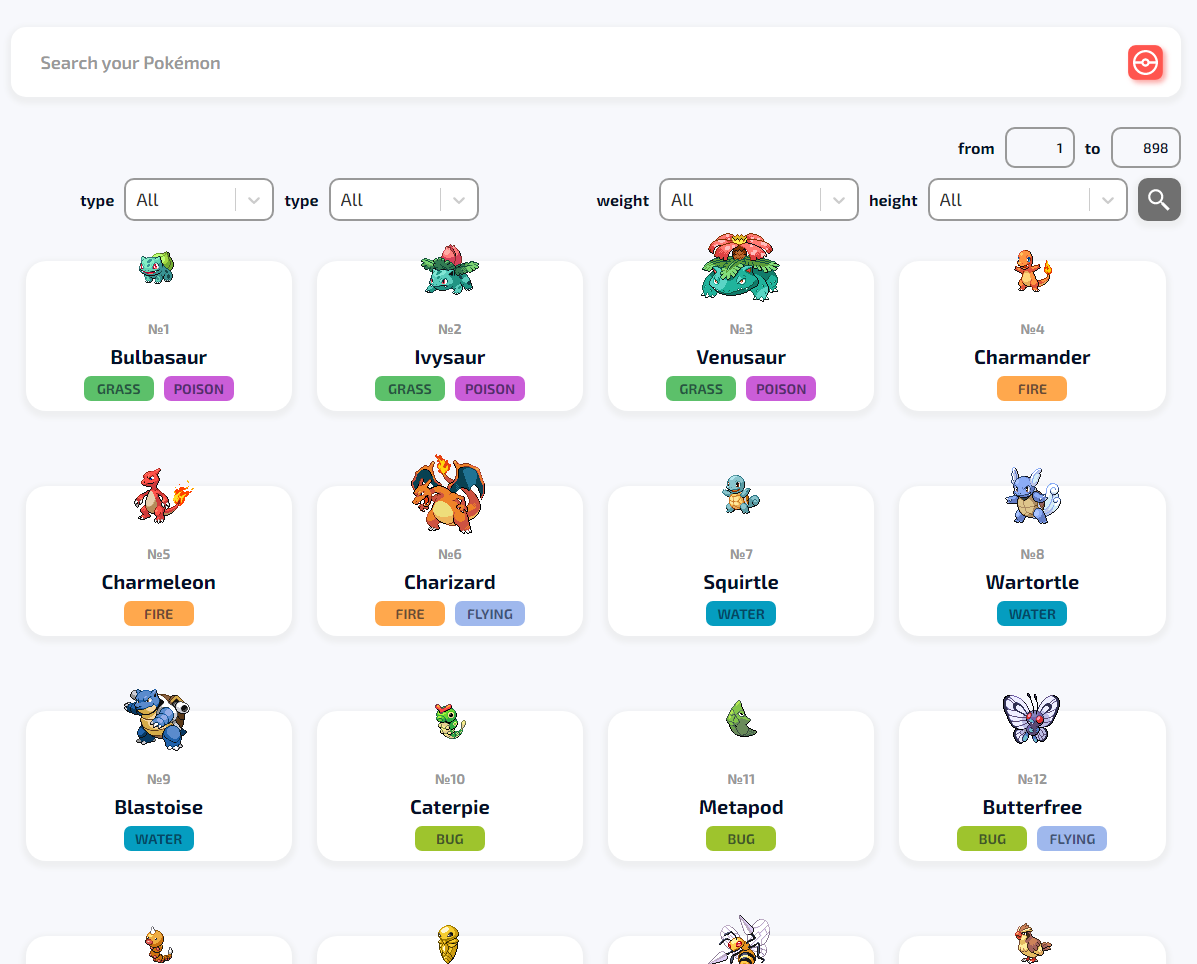 Search your Pokémon
from 1 to 898
type All type All weight All height All
№1 №2 №3 №4
Bulbasaur Ivysaur Venusaur Charmander
GRASS POISON GRASS POISON GRASS POISON FIRE
№5 №6 №7 №8
Charmeleon Charizard Squirtle Wartortle
FIRE FIRE FLYING WATER WATER
№9 №10 №11 №12
Blastoise Caterpie Metapod Butterfree
WATER BUG BUG BUG FLYING